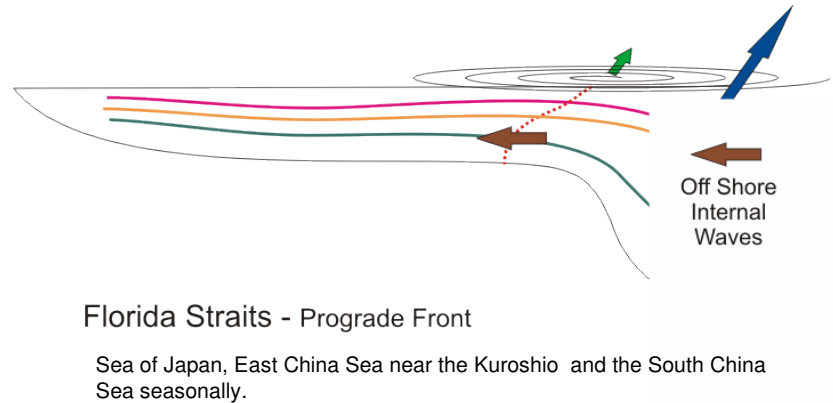 Off Shore
Internal
Waves
Florida Straits - Prograde Front
Sea of Japan, East China Sea near the Kuroshio  and the South China
Sea seasonally.